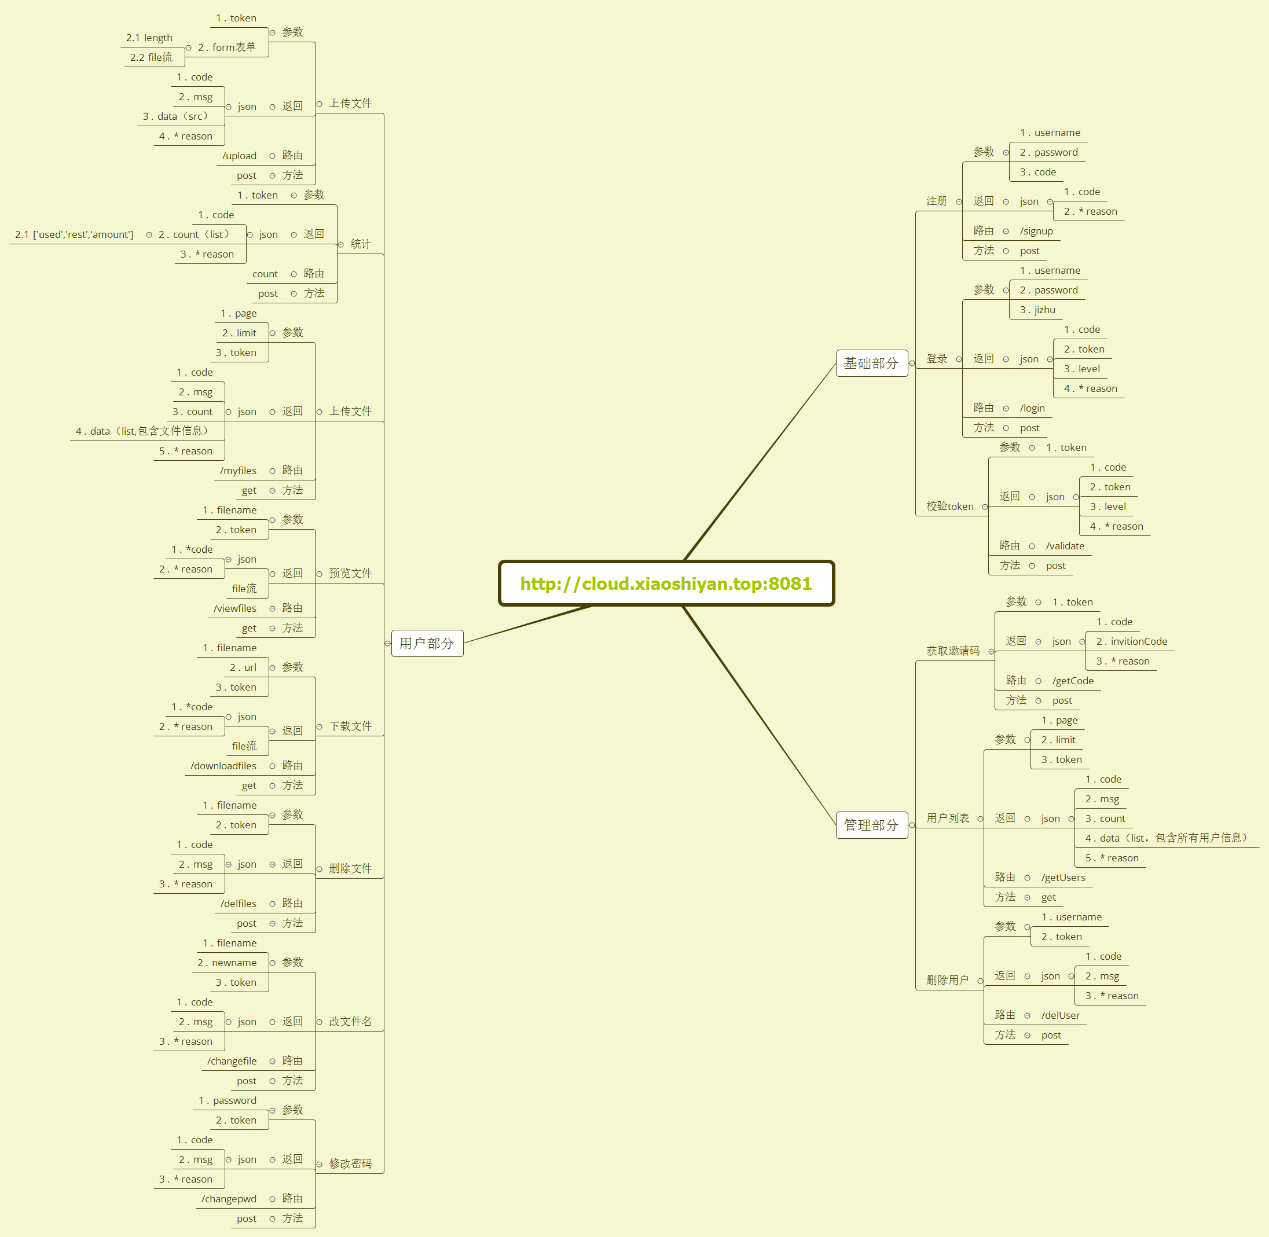 http://cloud.xiaoshiyan.top:8081
基础部分
注册
参数
1 . username
2 . password
3 . code
返回
json
1 . code
2 . * reason
路由
/signup
方法
post
登录
参数
1 . username
2 . password
3 . jizhu
返回
json
1 . code
2 . token
3 . level
4 . * reason
路由
/login
方法
post
校验token
参数
1 . token
返回
json
1 . code
2 . token
3 . level
4 . * reason
路由
/validate
方法
post
管理部分
获取邀请码
参数
1 . token
返回
json
1 . code
2 . invitionCode
3 . * reason
路由
/getCode
方法
post
用户列表
参数
1 . page
2 . limit
3 . token
返回
json
1 . code
2 . msg
3 . count
4 . data（list，包含所有用户信息）
5 . * reason
路由
/getUsers
方法
get
删除用户
参数
1 . username
2 . token
返回
json
1 . code
2 . msg
3 . * reason
路由
/delUser
方法
post
用户部分
上传文件
参数
1 . token
2 . form表单
2.1 length
2.2 file流
返回
json
1 . code
2 . msg
3 . data（src）
4 . * reason
路由
/upload
方法
post
统计
参数
1 . token
返回
json
1 . code
2 . count（list）
2.1 ['used','rest','amount']
3 . * reason
路由
count
方法
post
上传文件
参数
1 . page
2 . limit
3 . token
返回
json
1 . code
2 . msg
3 . count
4 . data（list,包含文件信息）
5 . * reason
路由
/myfiles
方法
get
预览文件
参数
1 . filename
2 . token
返回
json
1 . *code
2 . * reason
file流
路由
/viewfiles
方法
get
下载文件
参数
1 . filename
2 . url
3 . token
返回
json
1 . *code
2 . * reason
file流
路由
/downloadfiles
方法
get
删除文件
参数
1 . filename
2 . token
返回
json
1 . code
2 . msg
3 . * reason
路由
/delfiles
方法
post
改文件名
参数
1 . filename
2 . newname
3 . token
返回
json
1 . code
2 . msg
3 . * reason
路由
/changefile
方法
post
修改密码
参数
1 . password
2 . token
返回
json
1 . code
2 . msg
3 . * reason
路由
/changepwd
方法
post